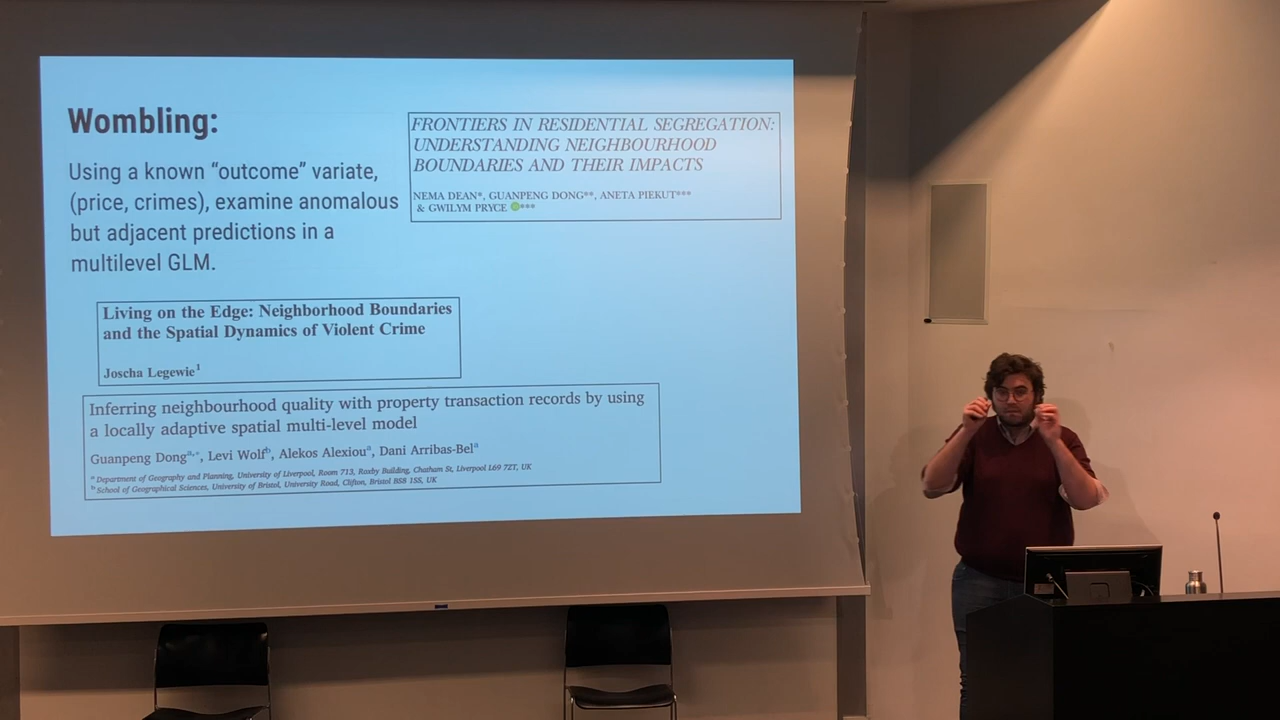 Wombling:
Using a known “outcome” variate,
(price, crimes), examine anomalous
but adjacent predictions in a
multilevel GLM.
FRONTIERS IN RESIDENTIAL SEGREGATION:
UNDERSTANDING NEIGHBOURHOOD
BOUNDARIES AND THEIR IMPACTS
NEMA DEAN*, GUANPENG DONG**, ANETA PIEKUT***
& GWILYM PRYCE ***
Living on the Edge: Neighborhood Boundaries
and the Spatial Dynamics of Violent Crime
Joscha Legewie¹
Inferring neighbourhood quality with property transaction records by using
a locally adaptive spatial multi-level model
Guanpeng Dongᵃ,*, Levi Wolfᵇ, Alekos Alexiouᵃ, Dani Arribas-Belᵃ
ᵃ Department of Geography and Planning, University of Liverpool, Room 713, Roxby Building, Chatham St, Liverpool L69 7ZT, UK
ᵇ School of Geographical Sciences, University of Bristol, University Road, Clifton, Bristol BS8 1SS, UK